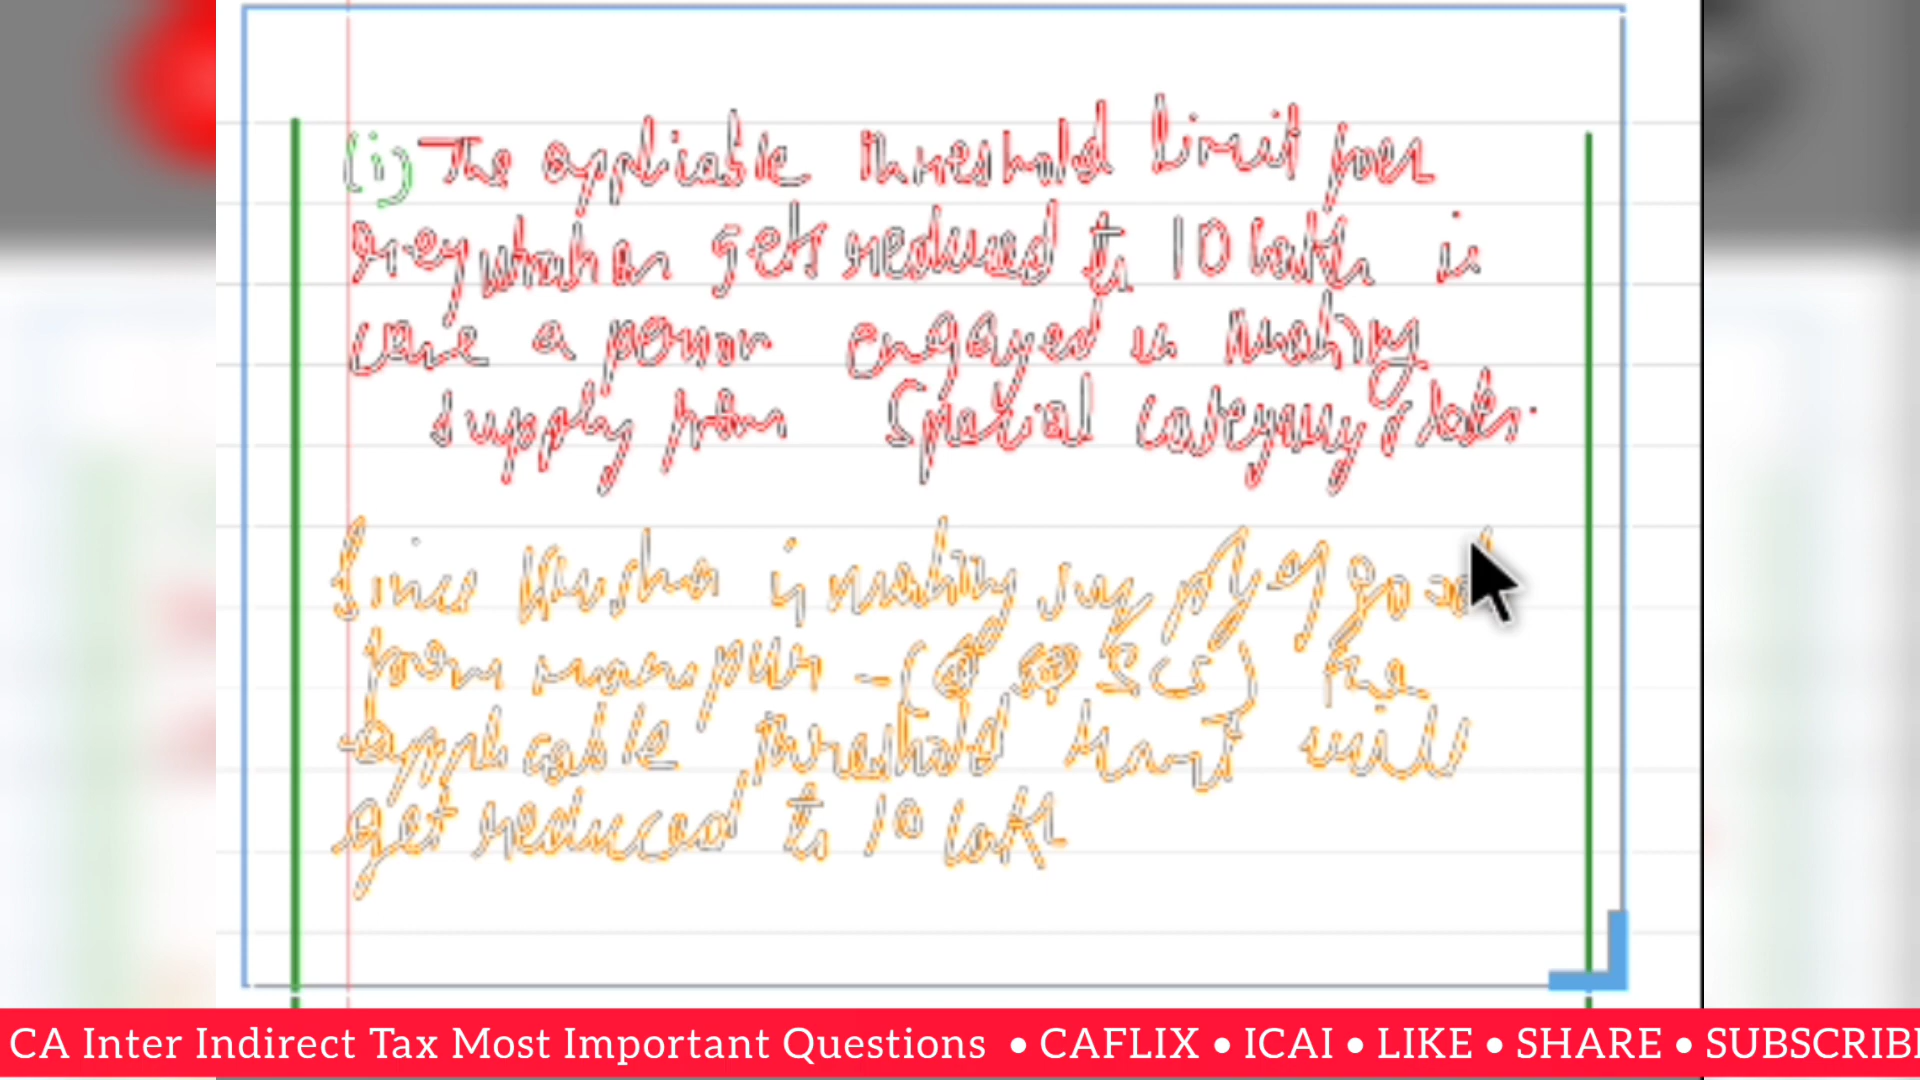 (i) The applicable threshold limit for
registration gets reduced to 10 lakhs in
case a person engaged in making
supply from Special category states.
Since is making supply of goods
from manipur - ( SCS) the
applicable threshold limit will
get reduced to 10 lakh
CA Inter Indirect Tax Most Important Questions • CAFLIX • ICAI • LIKE • SHARE • SUBSCRIBE